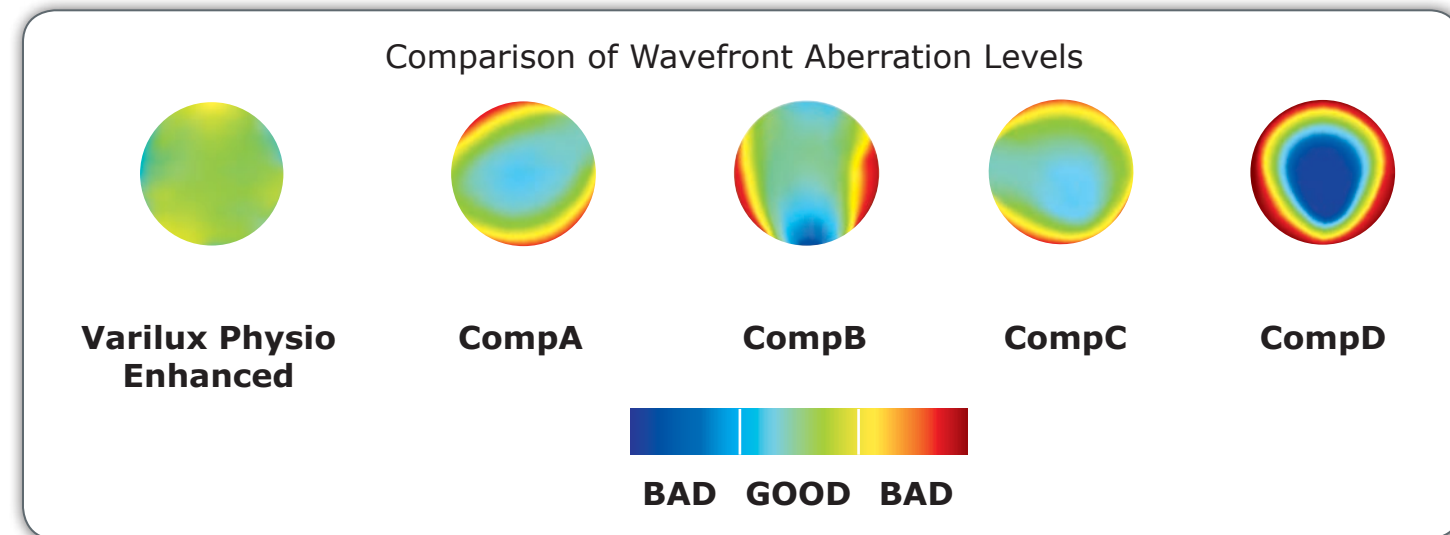 Comparison of Wavefront Aberration Levels
Varilux Physio
Enhanced
CompA
CompB
CompC
CompD
BAD GOOD BAD